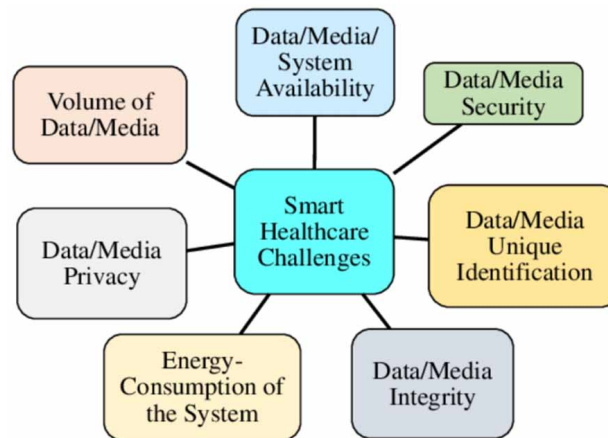 Data/Media/
System
Availability
Data/Media
Security
Volume of
Data/Media
Smart
Healthcare
Challenges
Data/Media
Unique
Identification
Data/Media
Privacy
Energy-
Consumption of
the System
Data/Media
Integrity